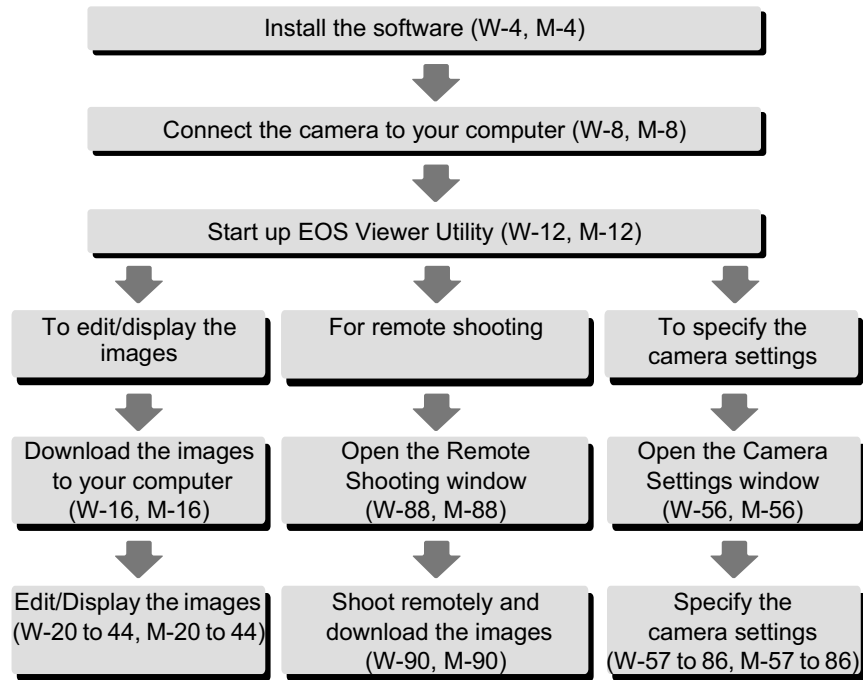 Install the software (W-4, M-4)
Connect the camera to your computer (W-8, M-8)
Start up EOS Viewer Utility (W-12, M-12)
To edit/display the
images
For remote shooting
To specify the
camera settings
Download the images
to your computer
(W-16, M-16)
Open the Remote
Shooting window
(W-88, M-88)
Open the Camera
Settings window
(W-56, M-56)
Edit/Display the images
(W-20 to 44, M-20 to 44)
Shoot remotely and
download the images
(W-90, M-90)
Specify the
camera settings
(W-57 to 86, M-57 to 86)